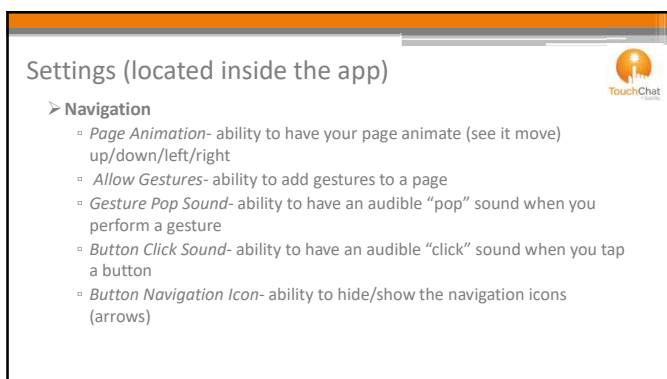 Settings (located inside the app)
TouchChat
➢ Navigation
▫ Page Animation- ability to have your page animate (see it move)
up/down/left/right
▫ Allow Gestures- ability to add gestures to a page
▫ Gesture Pop Sound- ability to have an audible “pop” sound when you
perform a gesture
▫ Button Click Sound- ability to have an audible “click” sound when you tap
a button
▫ Button Navigation Icon- ability to hide/show the navigation icons
(arrows)